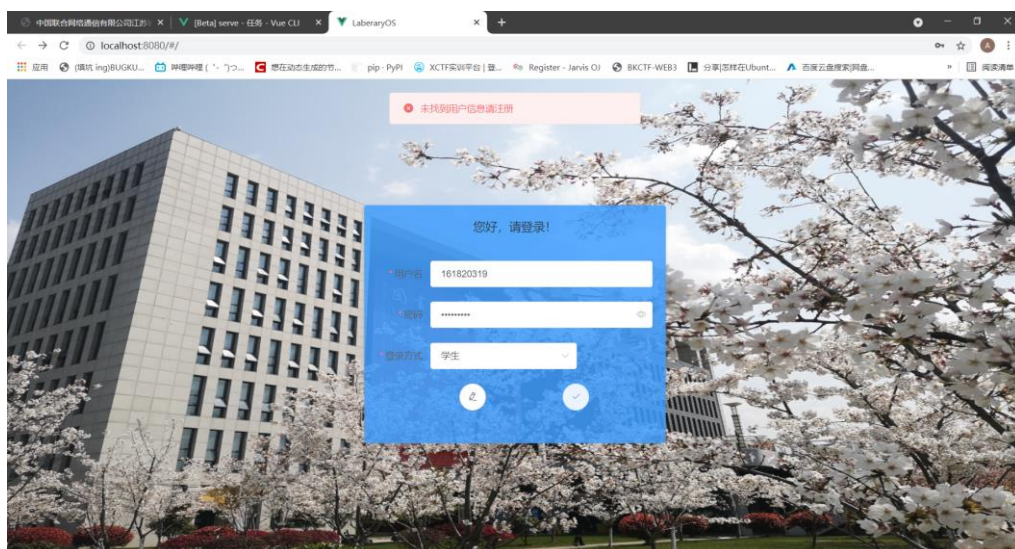 中国联合网络通信有限公司江苏
[Beta] serve - 任务 - Vue CLI
LaberaryOS
localhost:8080/#/
应用
(填坑 ing)BUGKU...
哔哩哔哩 ( ゜- ゜)つ...
想在动态生成的节...
pip · PyPI
XCTF实训平台 | 登...
Register - Jarvis OJ
BKCTF-WEB3
分享|怎样在Ubunt...
百度云盘搜索|网盘...
»
阅读清单
未找到用户信息请注册
您好，请登录!
*用户名
161820319
*密码
•••••••••
*登录方式
学生